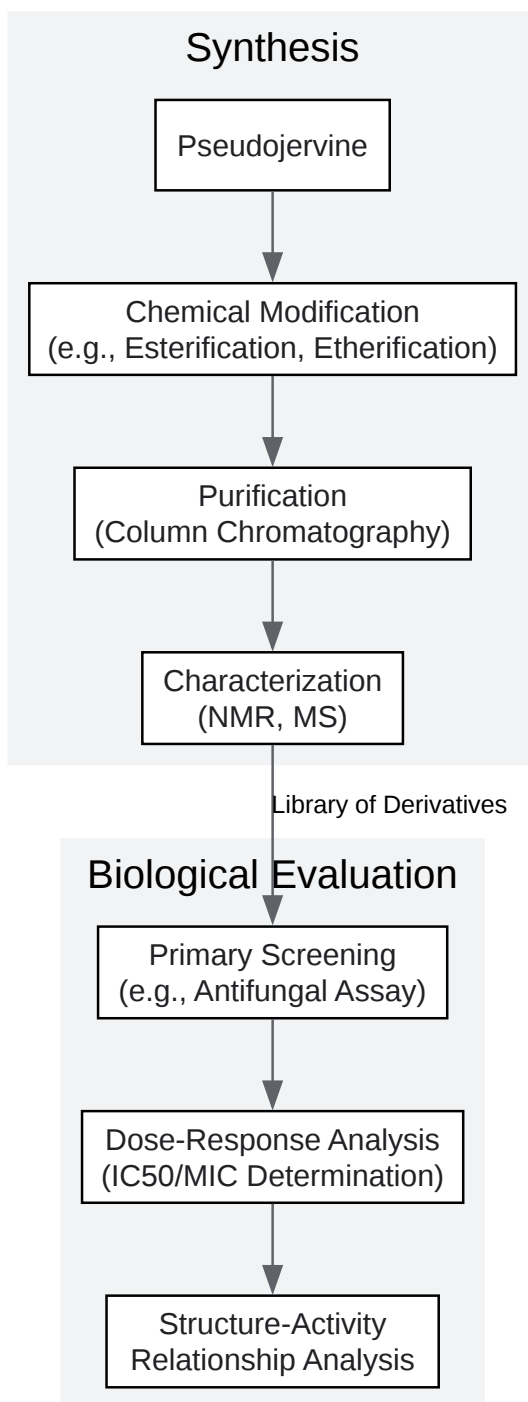 Synthesis
Pseudojervine
Chemical Modification
(e.g., Esterification, Etherification)
Purification
(Column Chromatography)
Characterization
(NMR, MS)
Library of Derivatives
Biological Evaluation
Primary Screening
(e.g., Antifungal Assay)
Dose-Response Analysis
(IC50/MIC Determination)
Structure-Activity
Relationship Analysis